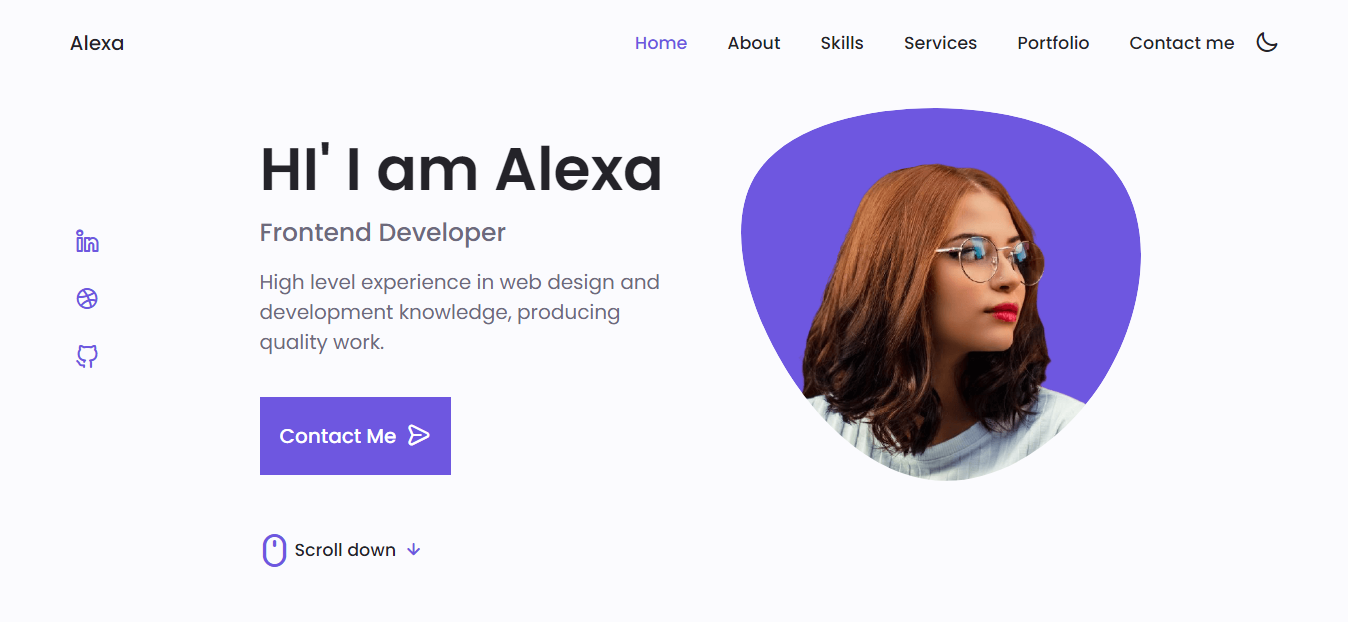 Alexa
Home About Skills Services Portfolio Contact me
HI' I am Alexa
Frontend Developer
High level experience in web design and
development knowledge, producing
quality work.
Contact Me
Scroll down